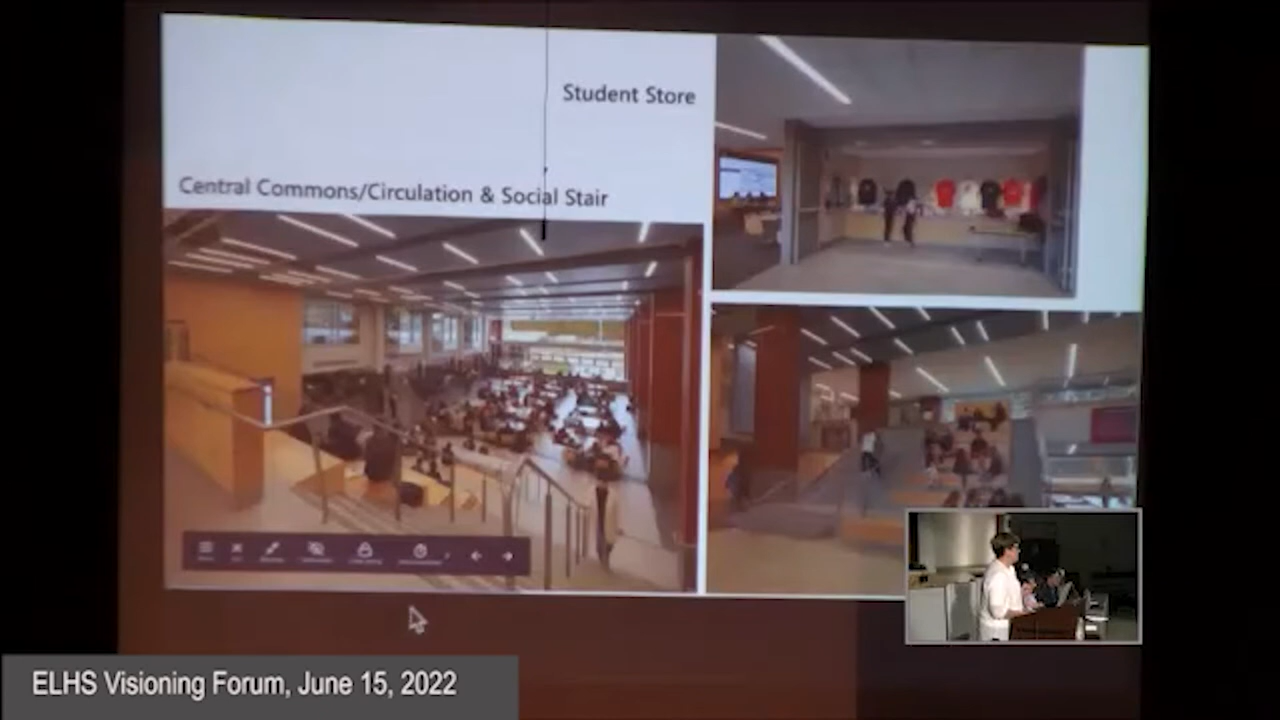 Student Store
Central Commons/Circulation & Social Stair
ELHS Visioning Forum, June 15, 2022